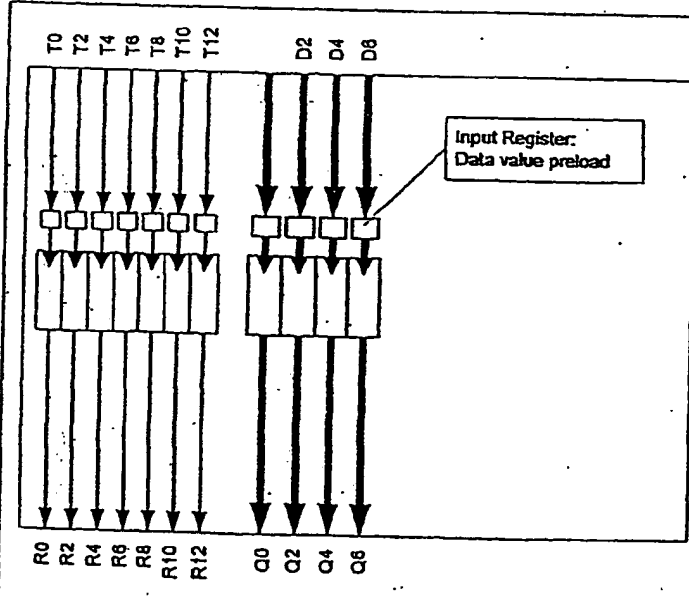 T0
T2
T4
T6
T8
T10
T12
D2
D4
D6
Input Register:
Data value preload
R0
R2
R4
R6
R8
R10
R12
Q0
Q2
Q4
Q6